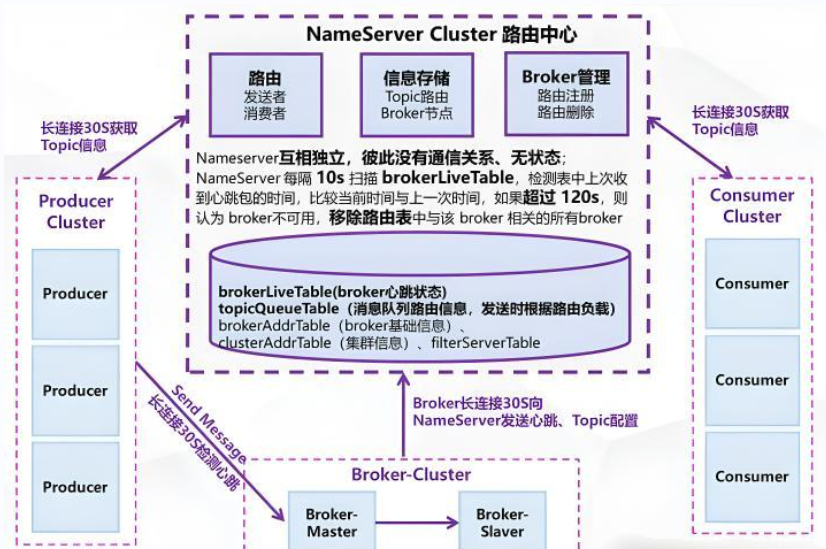 NameServer Cluster 路由中心
路由
发送者
消费者
信息存储
Topic路由
Broker节点
Broker管理
路由注册
路由删除
长连接30S获取
Topic信息
长连接30S获取
Topic信息
Nameserver互相独立，彼此没有通信关系、无状态；
NameServer 每隔 10s 扫描 brokerLiveTable，检测表中上次收
到心跳包的时间，比较当前时间与上一次时间，如果超过 120s，则
认为 broker不可用，移除路由表中与该 broker 相关的所有broker
brokerLiveTable(broker心跳状态)
topicQueueTable（消息队列路由信息，发送时根据路由负载）
brokerAddrTable（broker基础信息）、
clusterAddrTable（集群信息）、filterServerTable
Producer
Cluster
Producer
Producer
Producer
Consumer
Cluster
Consumer
Consumer
Consumer
Send Message
长连接30S检测心跳
Broker长连接30S向
NameServer发送心跳、Topic配置
Broker-Cluster
Broker-
Master
Broker-
Slaver